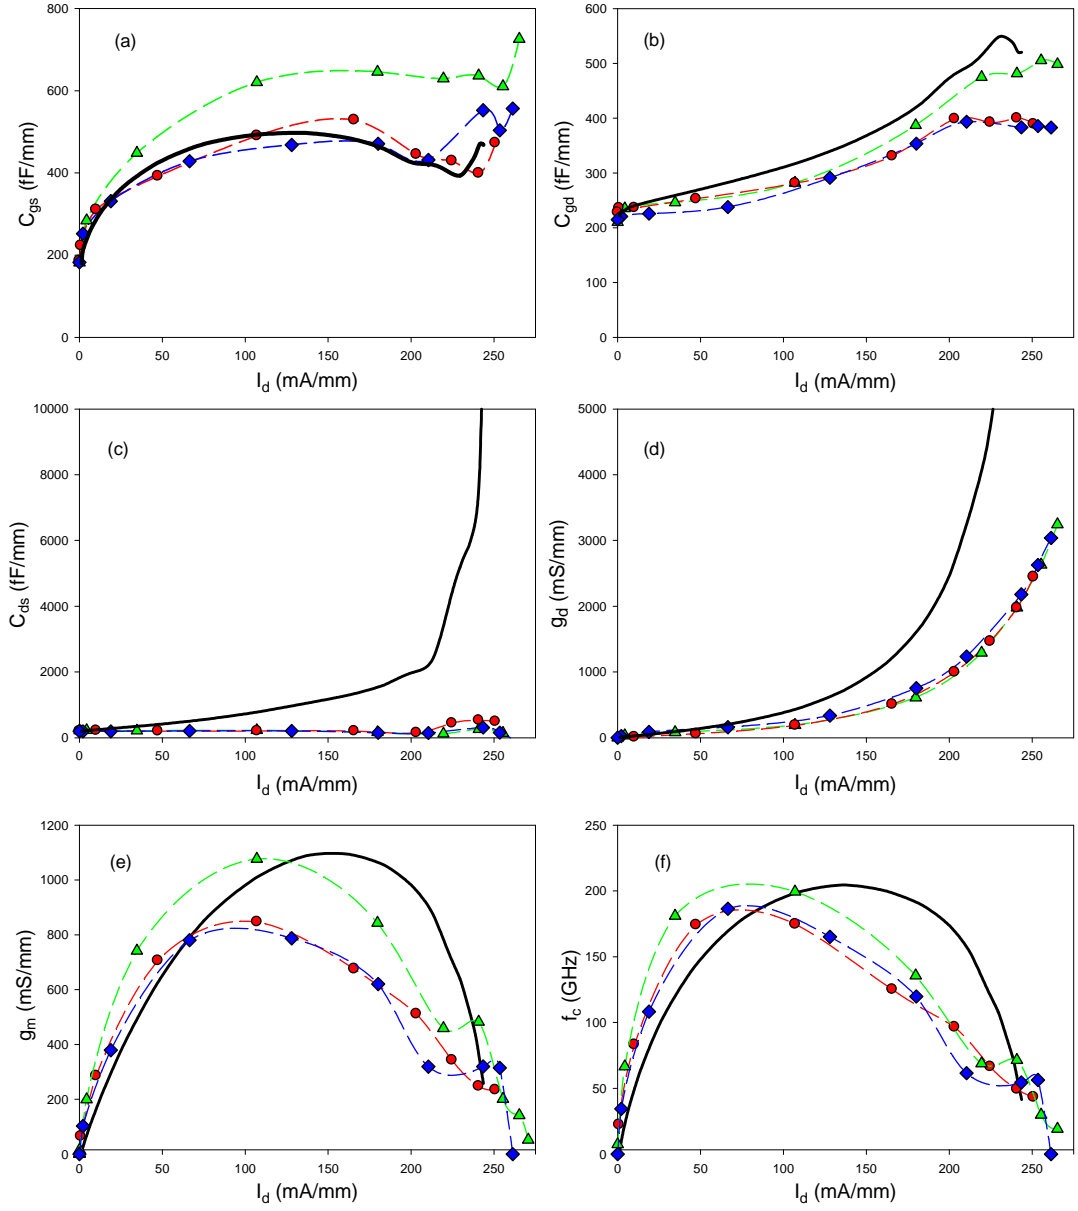 (a)
C_gs (fF/mm)
800
600
400
200
0
0 50 100 150 200 250
I_d (mA/mm)
(b)
C_gd (fF/mm)
600
500
400
300
200
100
0
0 50 100 150 200 250
I_d (mA/mm)
(c)
C_ds (fF/mm)
10000
8000
6000
4000
2000
0
0 50 100 150 200 250
I_d (mA/mm)
(d)
g_d (mS/mm)
5000
4000
3000
2000
1000
0
0 50 100 150 200 250
I_d (mA/mm)
(e)
g_m (mS/mm)
1200
1000
800
600
400
200
0
0 50 100 150 200 250
I_d (mA/mm)
(f)
f_c (GHz)
250
200
150
100
50
0
0 50 100 150 200 250
I_d (mA/mm)